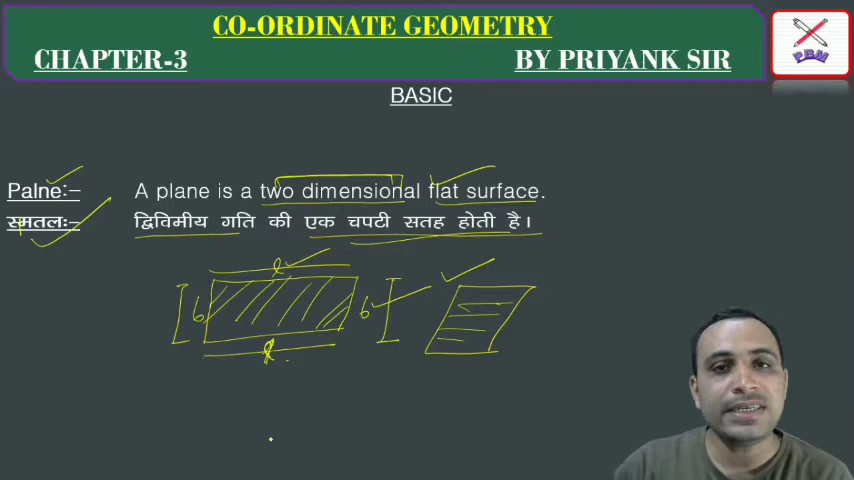 CO-ORDINATE GEOMETRY
CHAPTER-3
BY PRIYANK SIR
PBM
BASIC
Palne:- A plane is a two dimensional flat surface.
समतलः- द्विविमीय गति की एक चपटी सतह होती है।
l
b
b
l